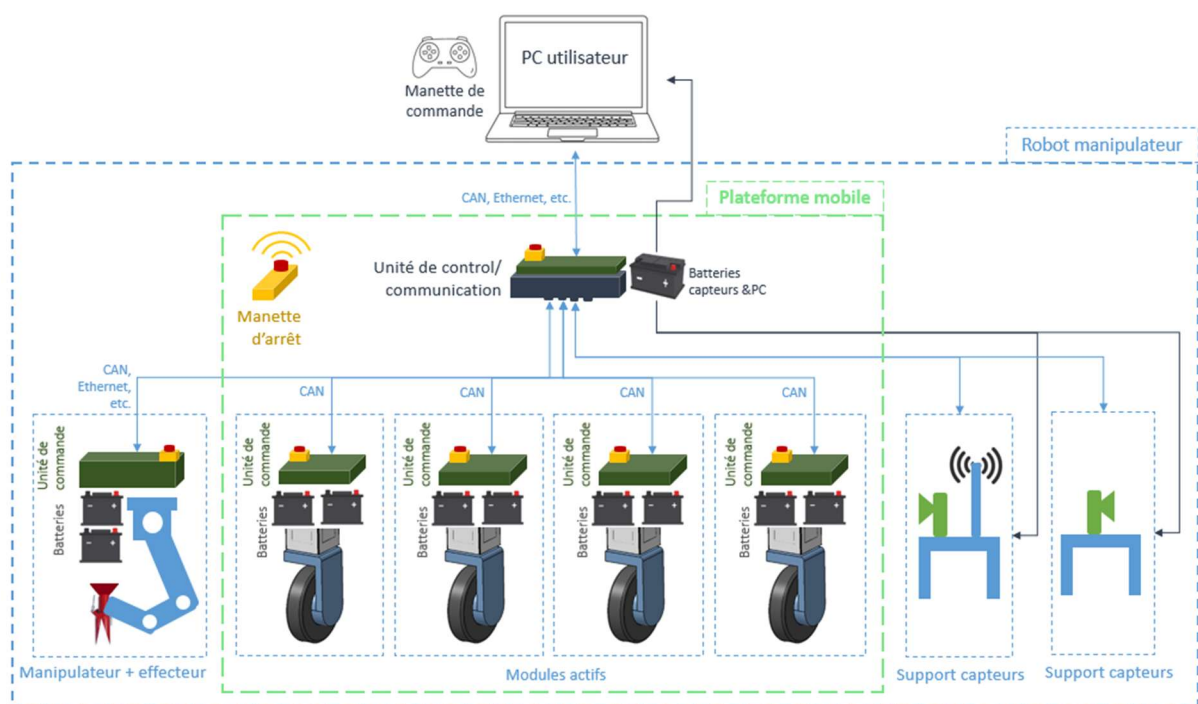 PC utilisateur
Manette de
commande
Robot manipulateur
CAN, Ethernet, etc.
Plateforme mobile
Unité de control/
communication
Batteries
capteurs &PC
Manette
d'arrêt
CAN,
Ethernet,
etc.
CAN
CAN
CAN
CAN
Unité de
commande
Batteries
Unité de
commande
Batteries
Unité de
commande
Batteries
Unité de
commande
Batteries
Unité de
commande
Batteries
Manipulateur + effecteur
Modules actifs
Support capteurs
Support capteurs